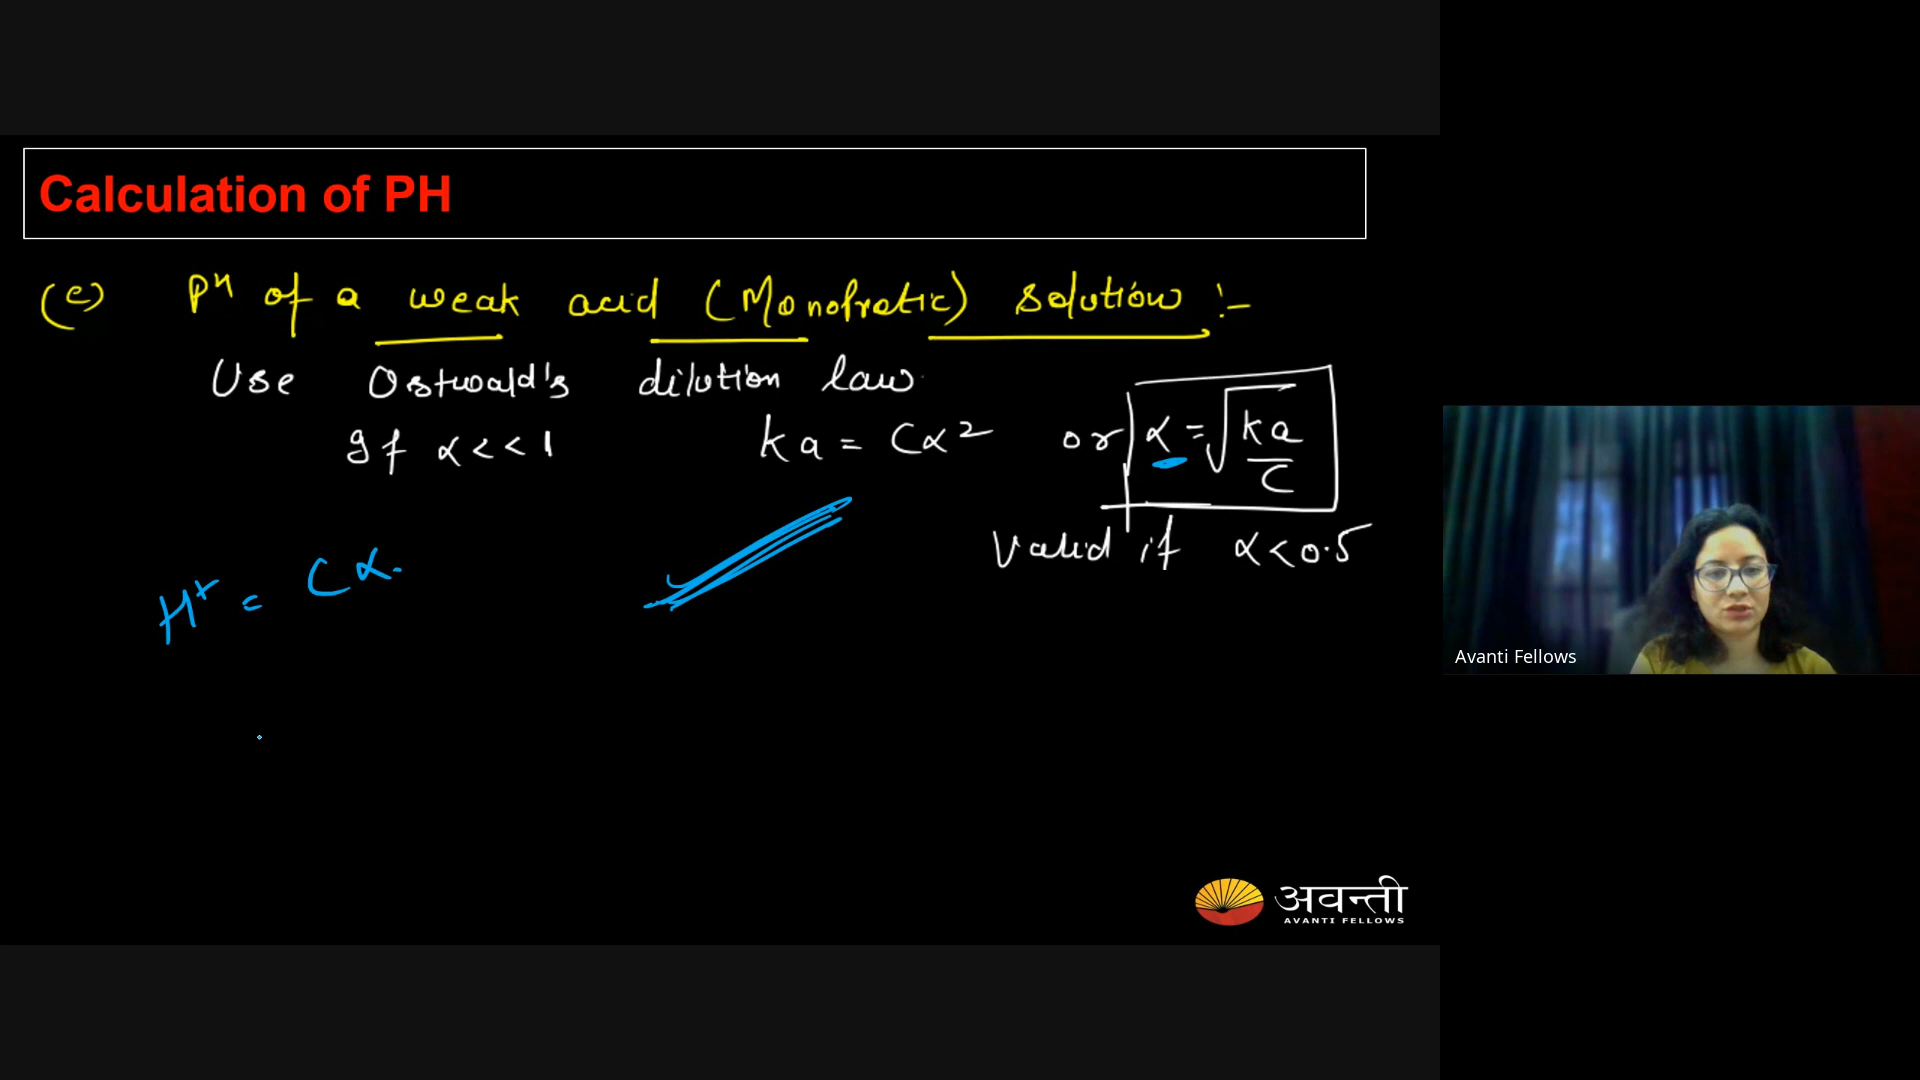 Calculation of PH
(e) PH of a weak acid (Monoprotic) solution :-
Use Ostwald's dilution law
If α << 1 ka = Cα² or α = √(ka/C)
Valid if α < 0.5
H⁺ = Cα.
Avanti Fellows
अवन्ती
AVANTI FELLOWS